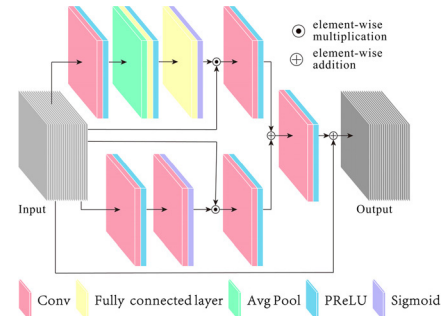 element-wise
multiplication
element-wise
addition
Input
Output
Conv
Fully connected layer
Avg Pool
PReLU
Sigmoid